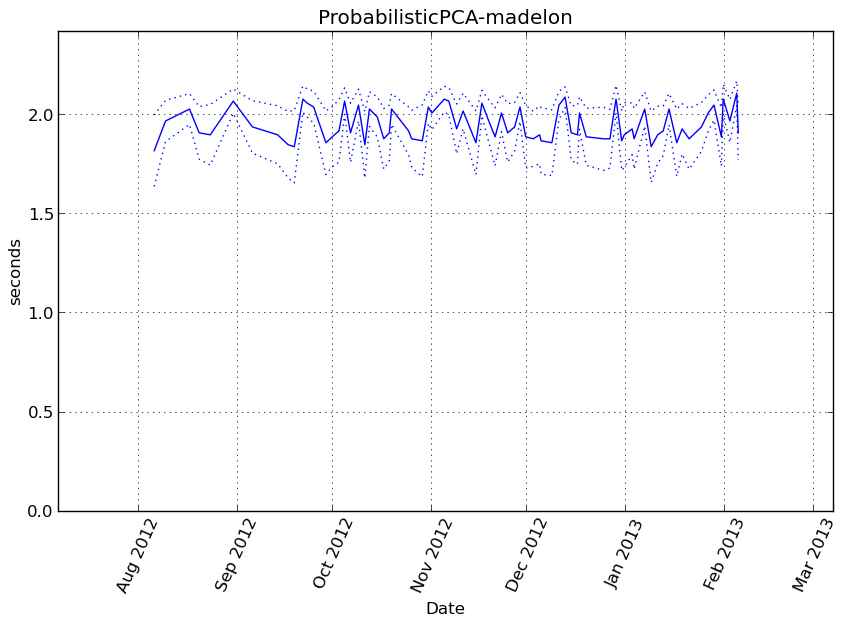 ProbabilisticPCA-madelon
seconds
2.0
1.5
1.0
0.5
0.0
Aug 2012
Sep 2012
Oct 2012
Nov 2012
Dec 2012
Jan 2013
Feb 2013
Mar 2013
Date